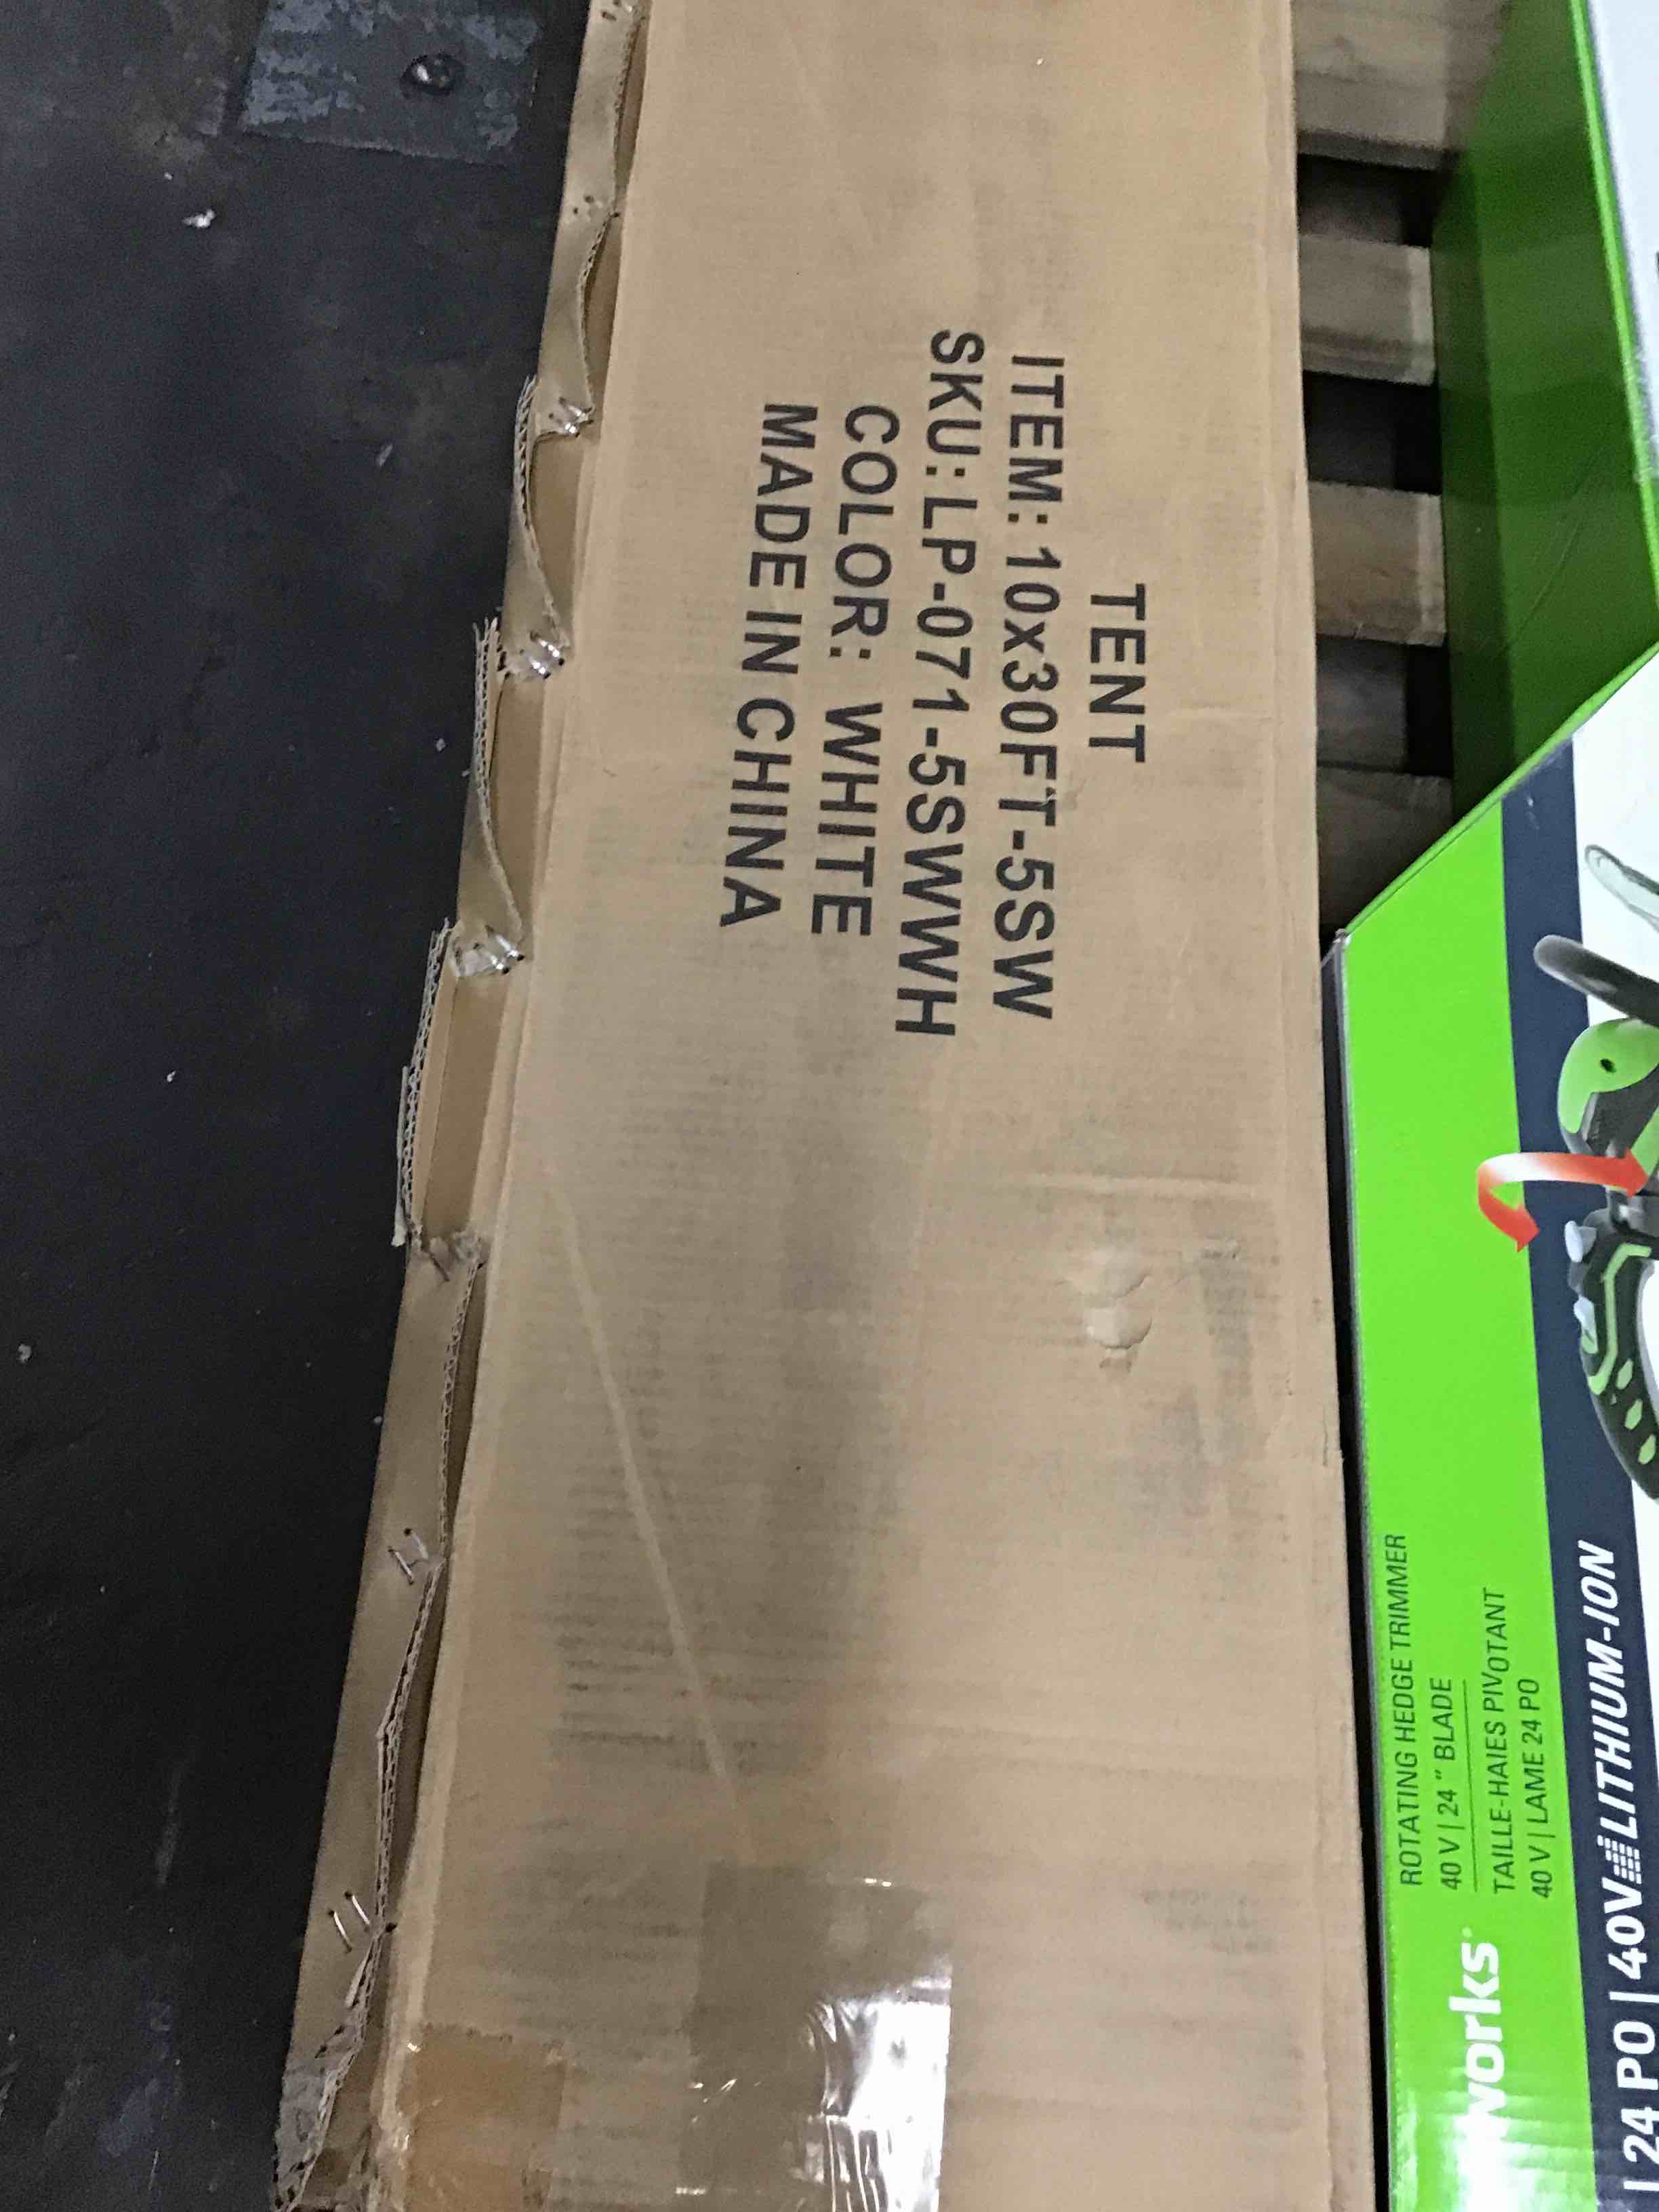 TENT
ITEM: 10x30FT-5SW
SKU:LP-071-5SWWH
COLOR: WHITE
MADE IN CHINA
ROTATING HEDGE TRIMMER
40 V | 24 " BLADE
TAILLE-HAIES PIVOTANT
40 V | LAME 24 PO
works
| 24 PO | 40V LITHIUM-ION